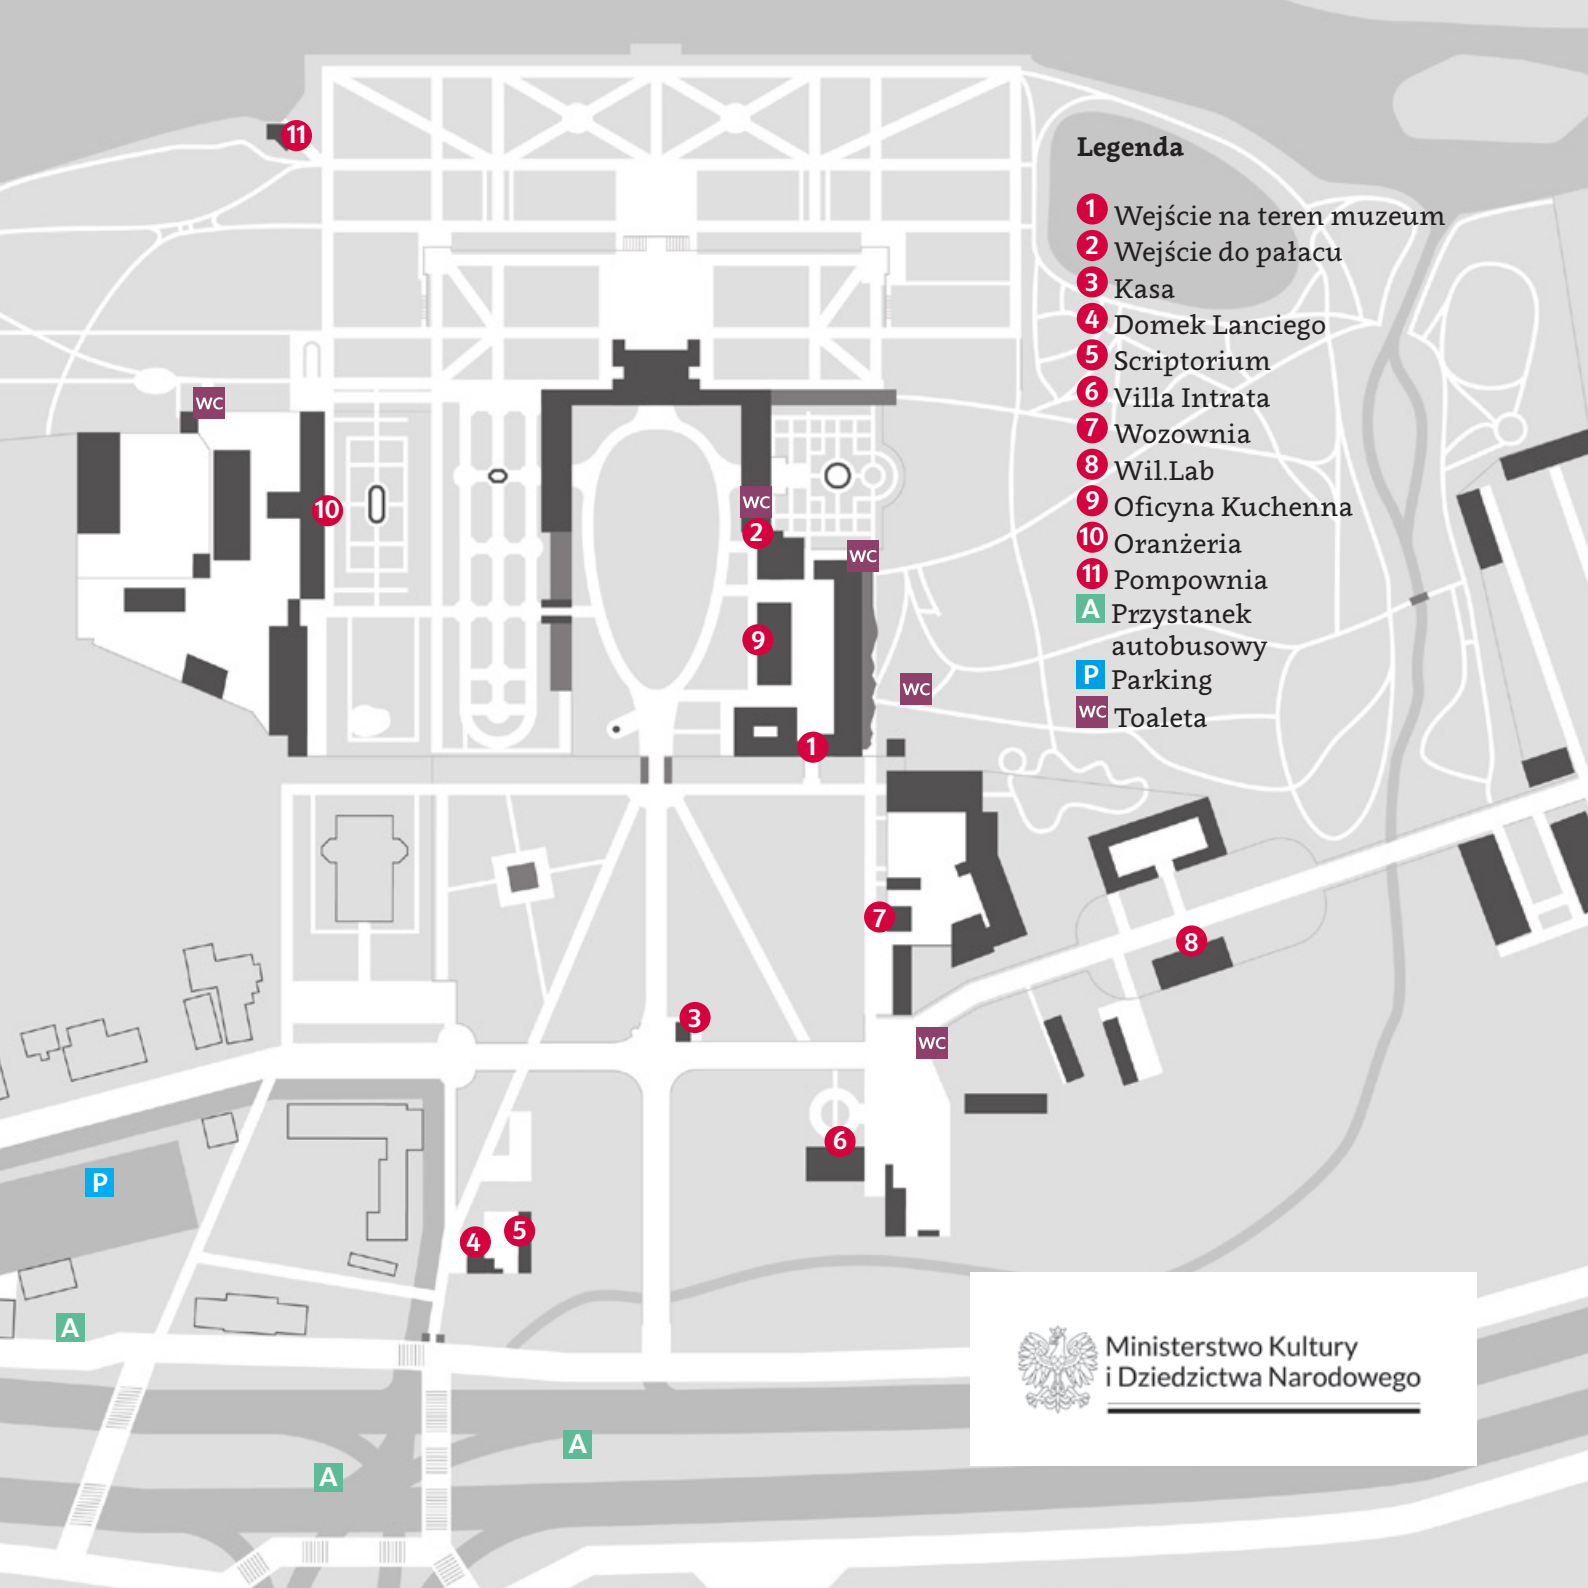 11
Legenda
1 Wejście na teren muzeum
2 Wejście do pałacu
3 Kasa
4 Domek Lanciego
5 Scriptorium
6 Villa Intrata
7 Wozownia
8 Wil.Lab
9 Oficyna Kuchenna
10 Oranżeria
11 Pompownia
A Przystanek
autobusowy
P Parking
WC Toaleta
WC
10
WC
2
WC
9
WC
1
7
8
3
WC
6
P
5
4
A
A
A
Ministerstwo Kultury
i Dziedzictwa Narodowego